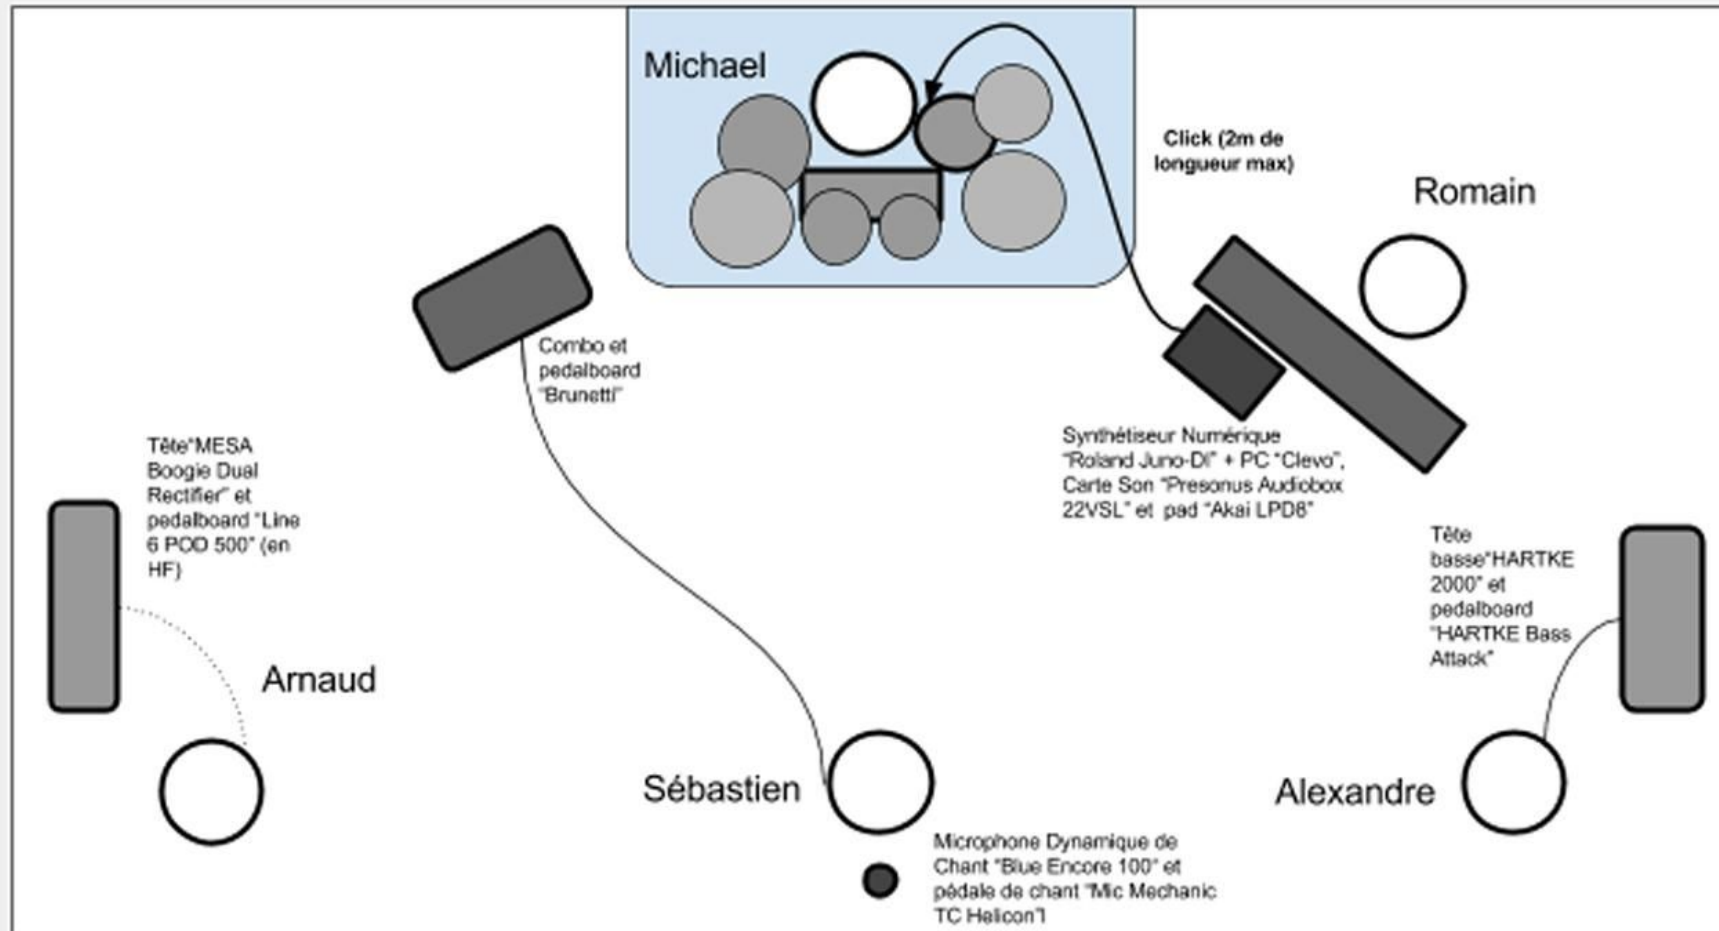 Michael
Click (2m de
longueur max)
Romain
Combo et
pedalboard
"Brunetti"
Synthétiseur Numérique
"Roland Juno-DI" + PC "Clevo",
Carte Son "Presonus Audiobox
22VSL" et pad "Akai LPD8"
Tête"MESA
Boogie Dual
Rectifier" et
pedalboard "Line
6 POD 500" (en
HF)
Tête
basse"HARTKE
2000" et
pedalboard
"HARTKE Bass
Attack"
Arnaud
Sébastien
Alexandre
Microphone Dynamique de
Chant "Blue Encore 100" et
pédale de chant "Mic Mechanic
TC Helicon"l